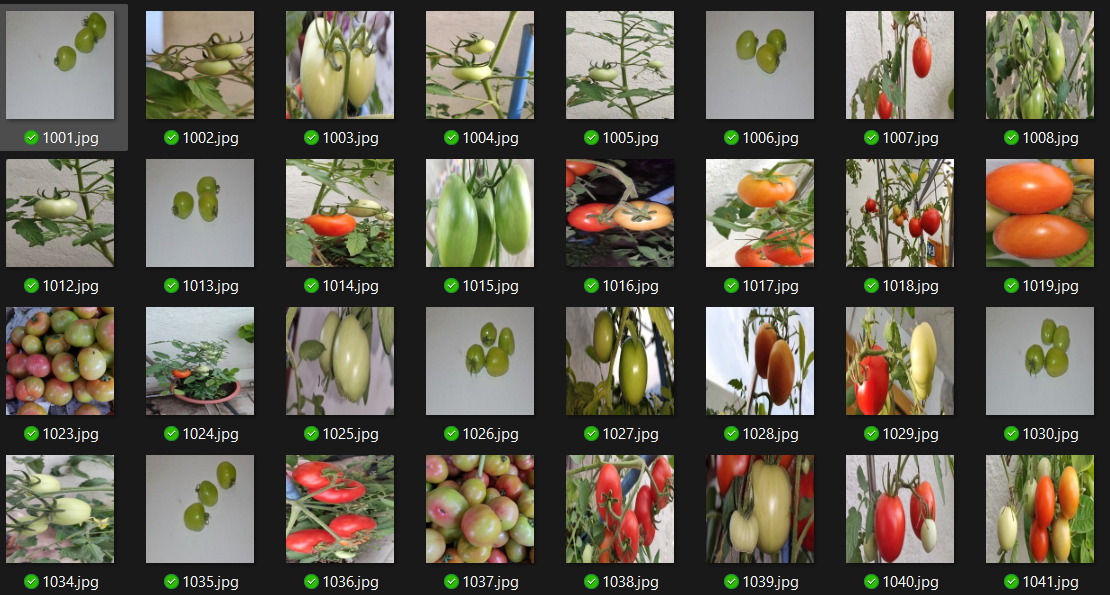 1001.jpg 1002.jpg 1003.jpg 1004.jpg 1005.jpg 1006.jpg 1007.jpg 1008.jpg
1012.jpg 1013.jpg 1014.jpg 1015.jpg 1016.jpg 1017.jpg 1018.jpg 1019.jpg
1023.jpg 1024.jpg 1025.jpg 1026.jpg 1027.jpg 1028.jpg 1029.jpg 1030.jpg
1034.jpg 1035.jpg 1036.jpg 1037.jpg 1038.jpg 1039.jpg 1040.jpg 1041.jpg